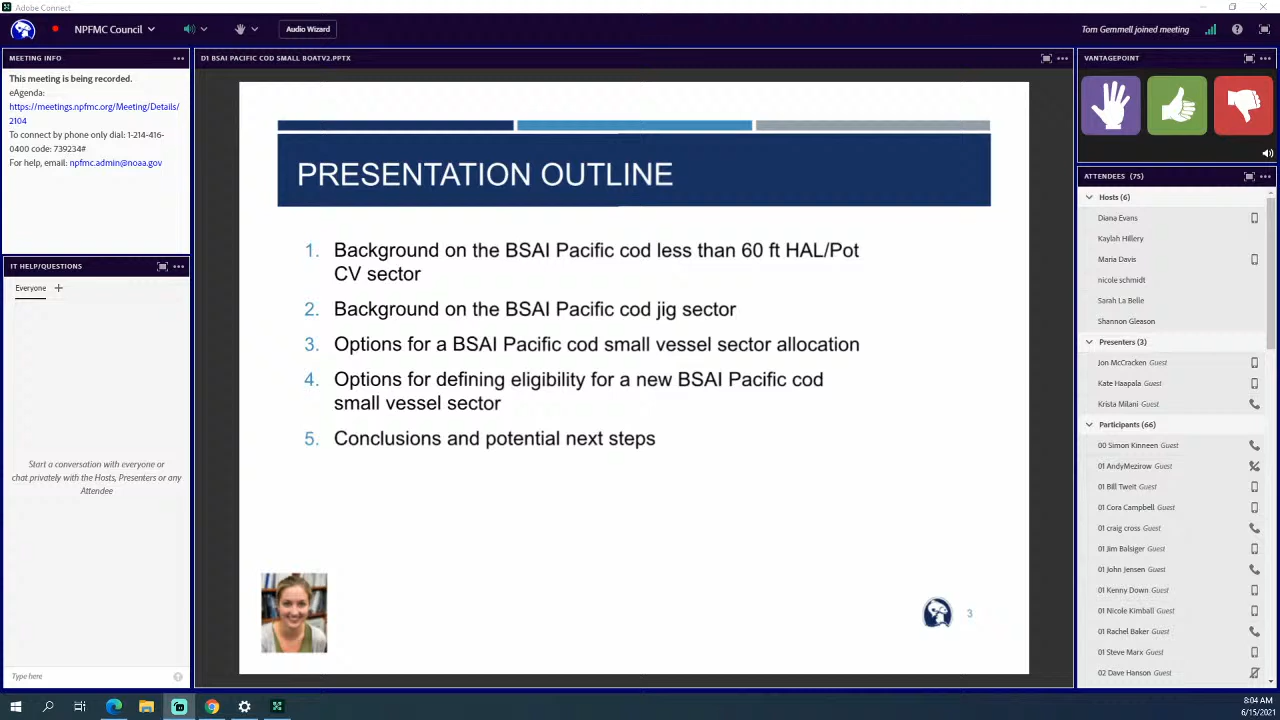 Adobe Connect
NPFMC Council
Audio Wizard
Tom Gemmell joined meeting
MEETING INFO
This meeting is being recorded.
eAgenda:
https://meetings.npfmc.org/Meeting/Details/
2104
To connect by phone only dial: 1-214-416-
0400 code: 739234#
For help, email: npfmc.admin@noaa.gov
IT HELP/QUESTIONS
Everyone
Start a conversation with everyone or
chat privately with the Hosts, Presenters or any
Attendee
Type here
D1 BSAI PACIFIC COD SMALL BOATV2.PPTX
PRESENTATION OUTLINE
1. Background on the BSAI Pacific cod less than 60 ft HAL/Pot
CV sector
2. Background on the BSAI Pacific cod jig sector
3. Options for a BSAI Pacific cod small vessel sector allocation
4. Options for defining eligibility for a new BSAI Pacific cod
small vessel sector
5. Conclusions and potential next steps
3
VANTAGEPOINT
ATTENDEES (75)
Hosts (6)
Diana Evans
Kaylah Hillery
Maria Davis
nicole schmidt
Sarah La Belle
Shannon Gleason
Presenters (3)
Jon McCracken Guest
Kate Haapala Guest
Krista Milani Guest
Participants (66)
00 Simon Kinneen Guest
01 AndyMezirow Guest
01 Bill Tweit Guest
01 Cora Campbell Guest
01 craig cross Guest
01 Jim Balsiger Guest
01 John Jensen Guest
01 Kenny Down Guest
01 Nicole Kimball Guest
01 Rachel Baker Guest
01 Steve Marx Guest
02 Dave Hanson Guest
8:04 AM
6/15/2021